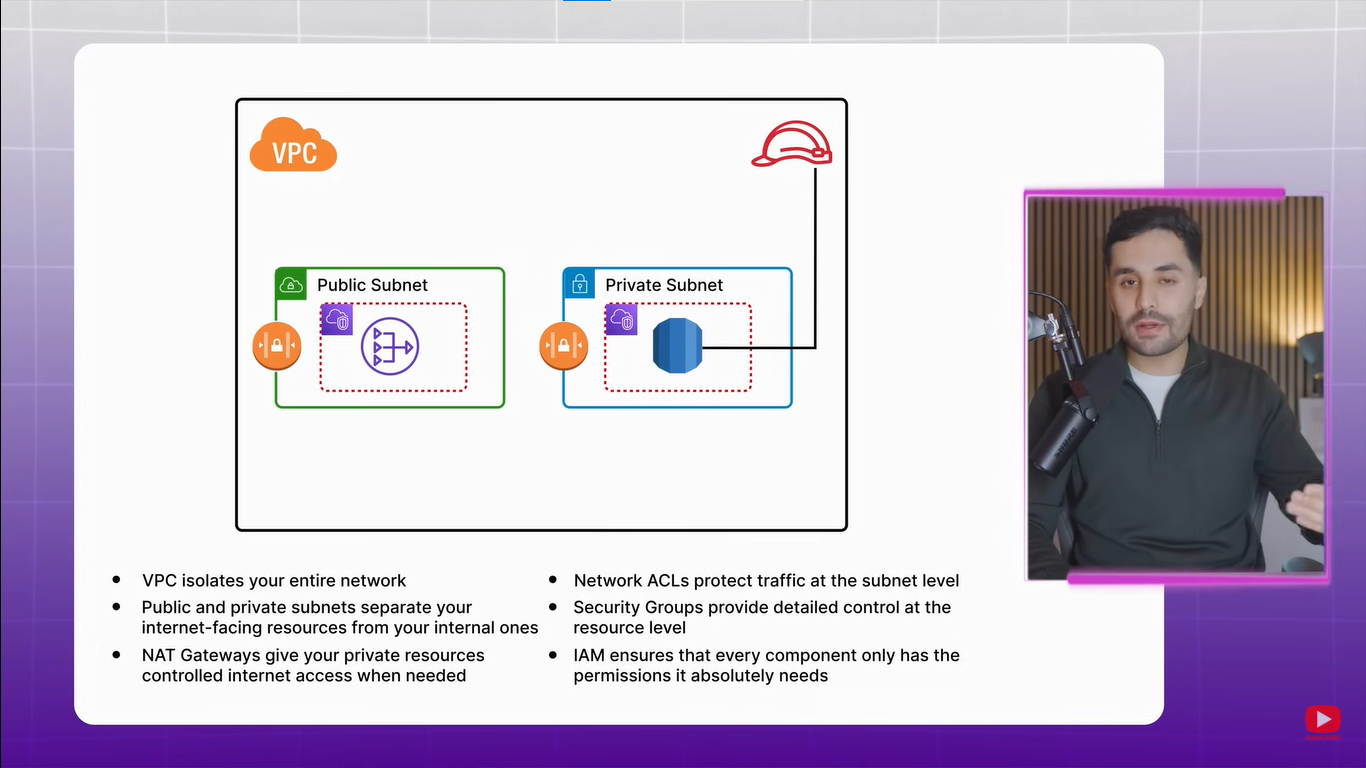 VPC
Public Subnet
Private Subnet
VPC isolates your entire network
Public and private subnets separate your
internet-facing resources from your internal ones
NAT Gateways give your private resources
controlled internet access when needed
Network ACLs protect traffic at the subnet level
Security Groups provide detailed control at the
resource level
IAM ensures that every component only has the
permissions it absolutely needs